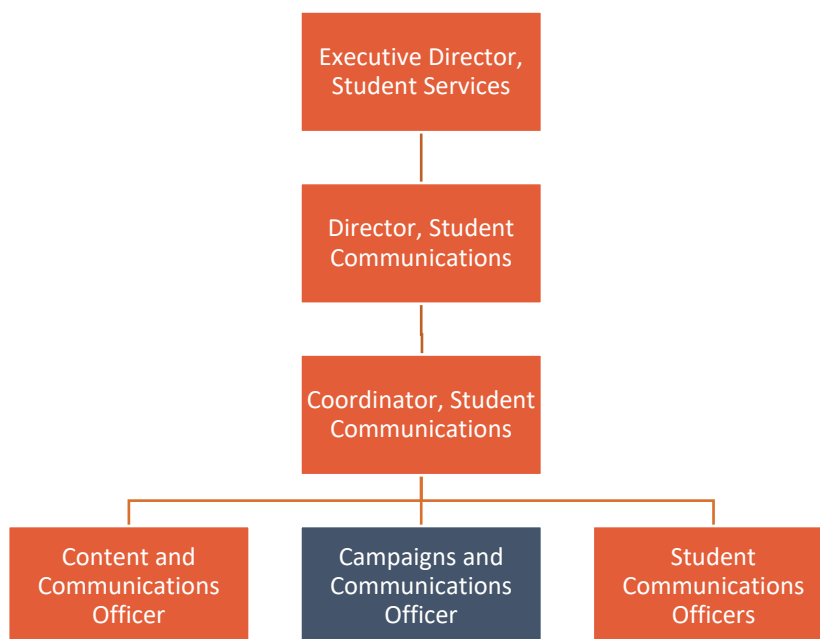 Executive Director,
Student Services
Director, Student
Communications
Coordinator, Student
Communications
Content and
Communications
Officer
Campaigns and
Communications
Officer
Student
Communications
Officers